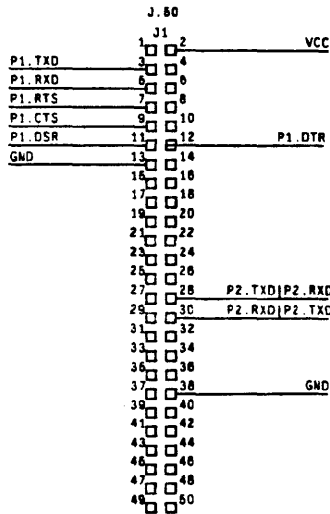 J.50
J1
1 2 VCC
P1.TXD 3 4
P1.RXD 5 6
P1.RTS 7 8
P1.CTS 9 10
P1.DSR 11 12 P1.DTR
GND 13 14
15 16
17 18
19 20
21 22
23 24
25 26
27 28 P2.TXD|P2.RXD
29 30 P2.RXD|P2.TXD
31 32
33 34
35 36
37 38 GND
39 40
41 42
43 44
45 46
47 48
49 50